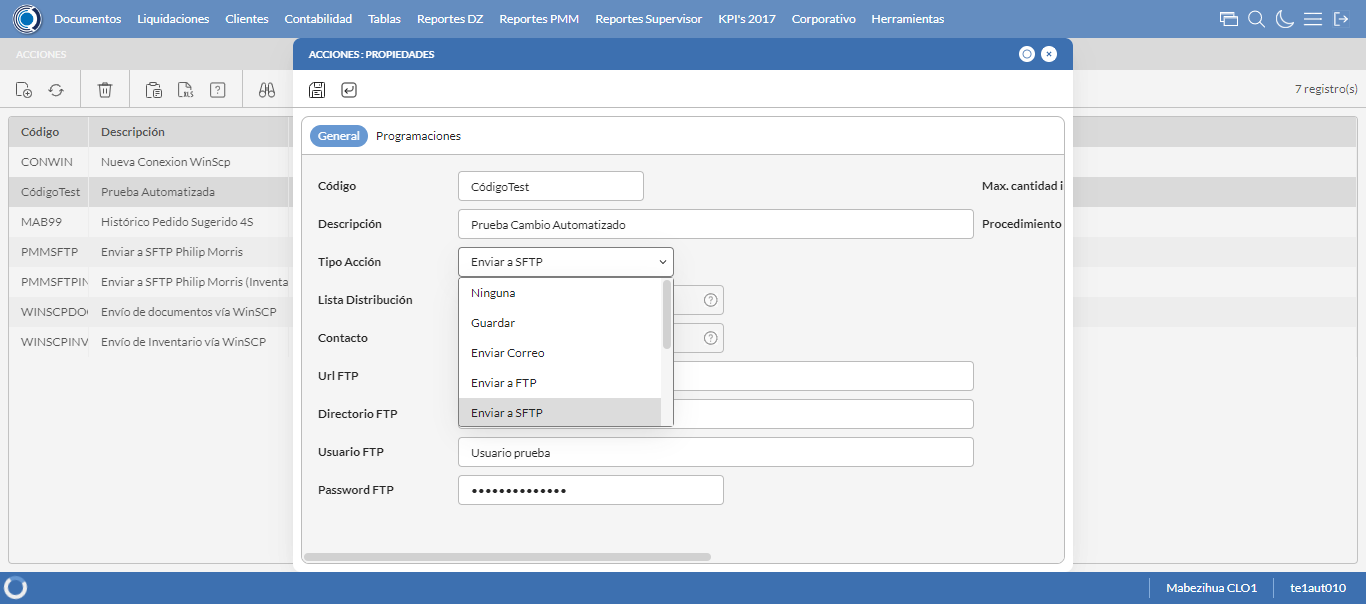 Documentos Liquidaciones Clientes Contabilidad Tablas Reportes DZ Reportes PMM Reportes Supervisor KPI's 2017 Corporativo Herramientas
ACCIONES
ACCIONES : PROPIEDADES
XLS
7 registro(s)
Código Descripción
CONWIN Nueva Conexion WinScp
CódigoTest Prueba Automatizada
MAB99 Histórico Pedido Sugerido 4S
PMMSFTP Enviar a SFTP Philip Morris
PMMSFTPIN Enviar a SFTP Philip Morris (Inventa
WINSCPDO Envío de documentos vía WinSCP
WINSCPINV Envío de Inventario vía WinSCP
General Programaciones
Código CódigoTest Max. cantidad i
Descripción Prueba Cambio Automatizado Procedimiento
Tipo Acción Enviar a SFTP
Ninguna
Lista Distribución
Guardar
Contacto
Enviar Correo
Url FTP
Enviar a FTP
Directorio FTP
Enviar a SFTP
Usuario FTP Usuario prueba
Password FTP ••••••••••••••
Mabezihua CLO1 te1aut010